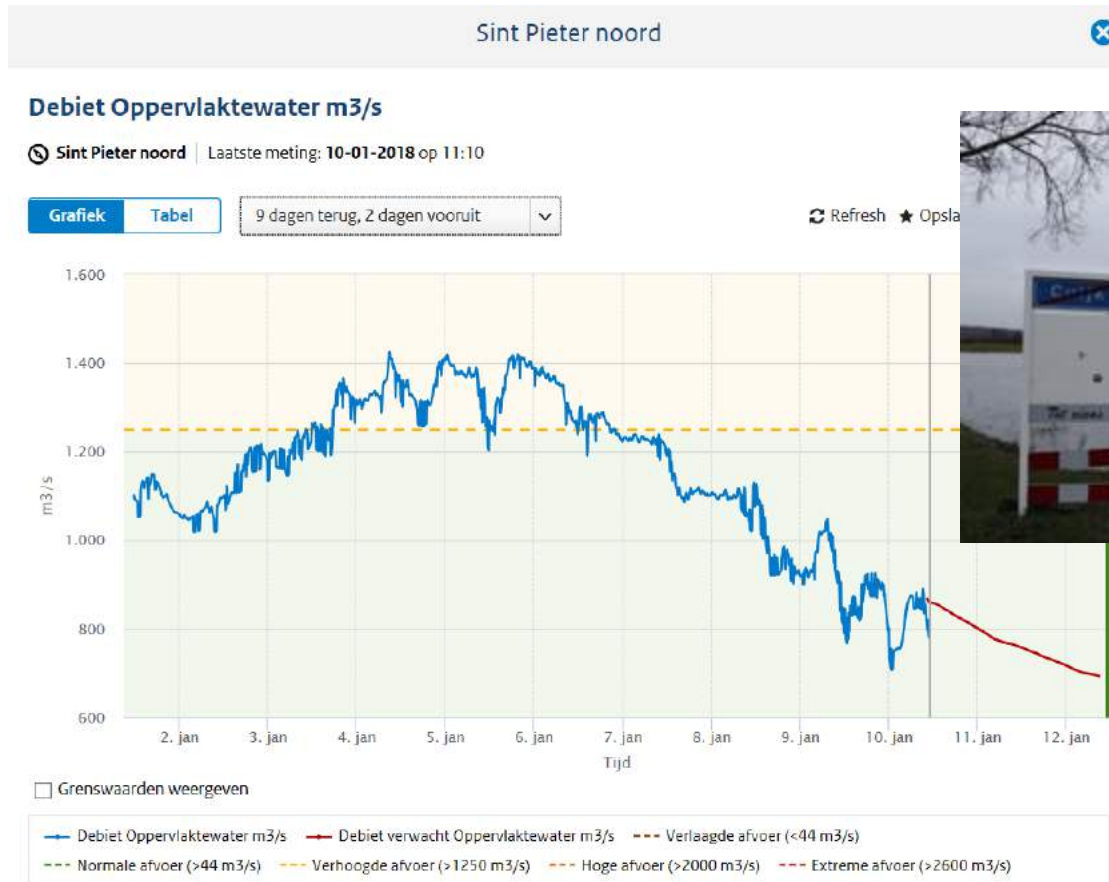 Sint Pieter noord
Debiet Oppervlaktewater m3/s
Sint Pieter noord | Laatste meting: 10-01-2018 op 11:10
Grafiek Tabel 9 dagen terug, 2 dagen vooruit Refresh Opsla
1.600
1.400
1.200
1.000
800
600
m3/s
2. jan 3. jan 4. jan 5. jan 6. jan 7. jan 8. jan 9. jan 10. jan 11. jan 12. jan
Tijd
Grenswaarden weergeven
Debiet Oppervlaktewater m3/s Debiet verwacht Oppervlaktewater m3/s Verlaagde afvoer (<44 m3/s)
Normale afvoer (>44 m3/s) Verhoogde afvoer (>1250 m3/s) Hoge afvoer (>2000 m3/s) Extreme afvoer (>2600 m3/s)